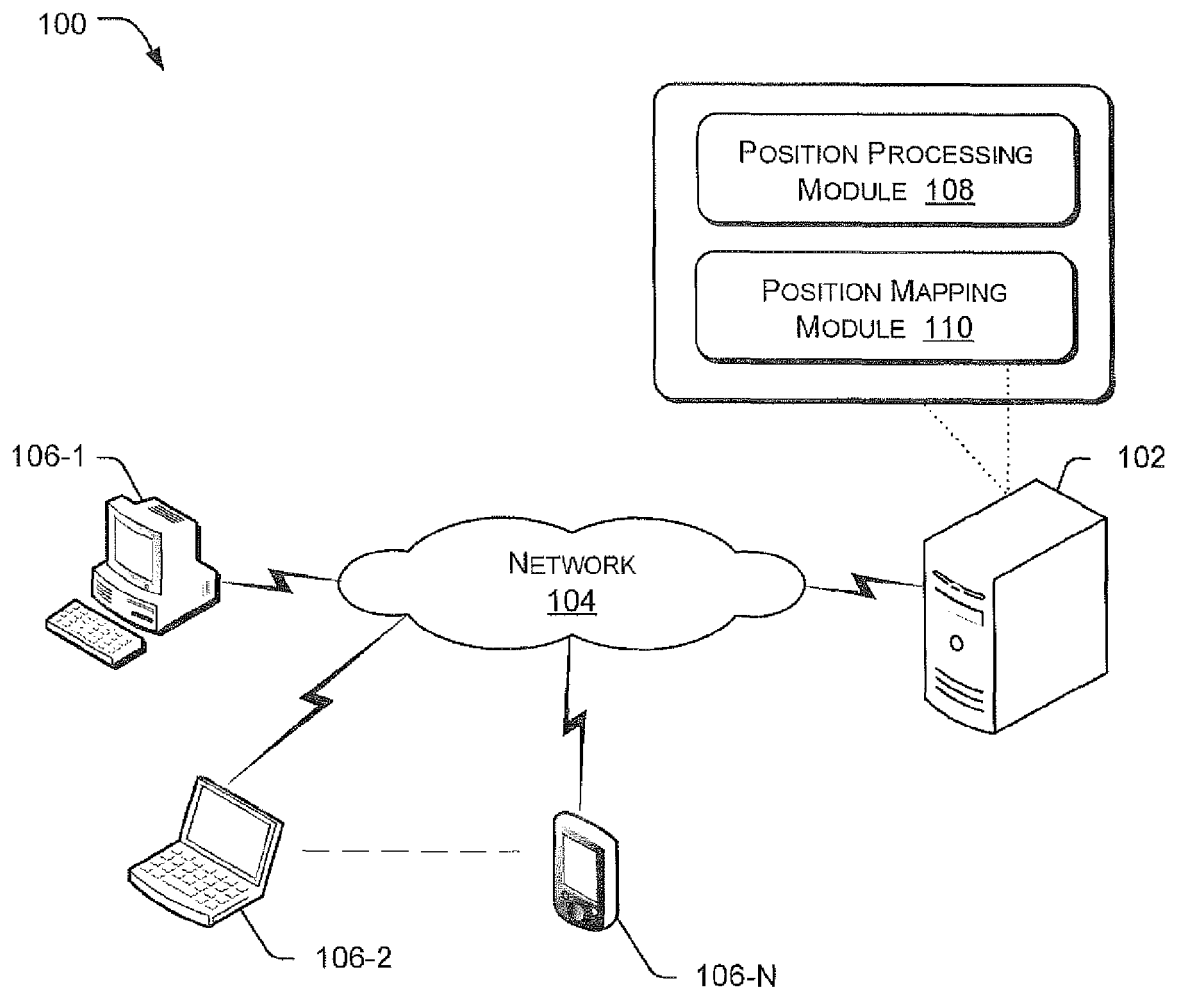 100
POSITION PROCESSING
MODULE 108
POSITION MAPPING
MODULE 110
106-1
102
NETWORK
104
106-2
106-N